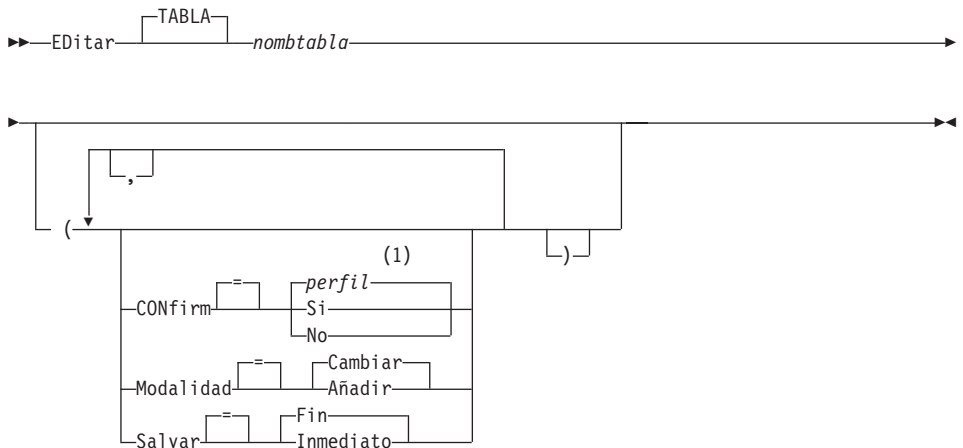 TABLA
EDitar nombtabla
,
( )
(1)
= perfil
CONfirm Si
No
= Cambiar
Modalidad Añadir
= Fin
Salvar Inmediato